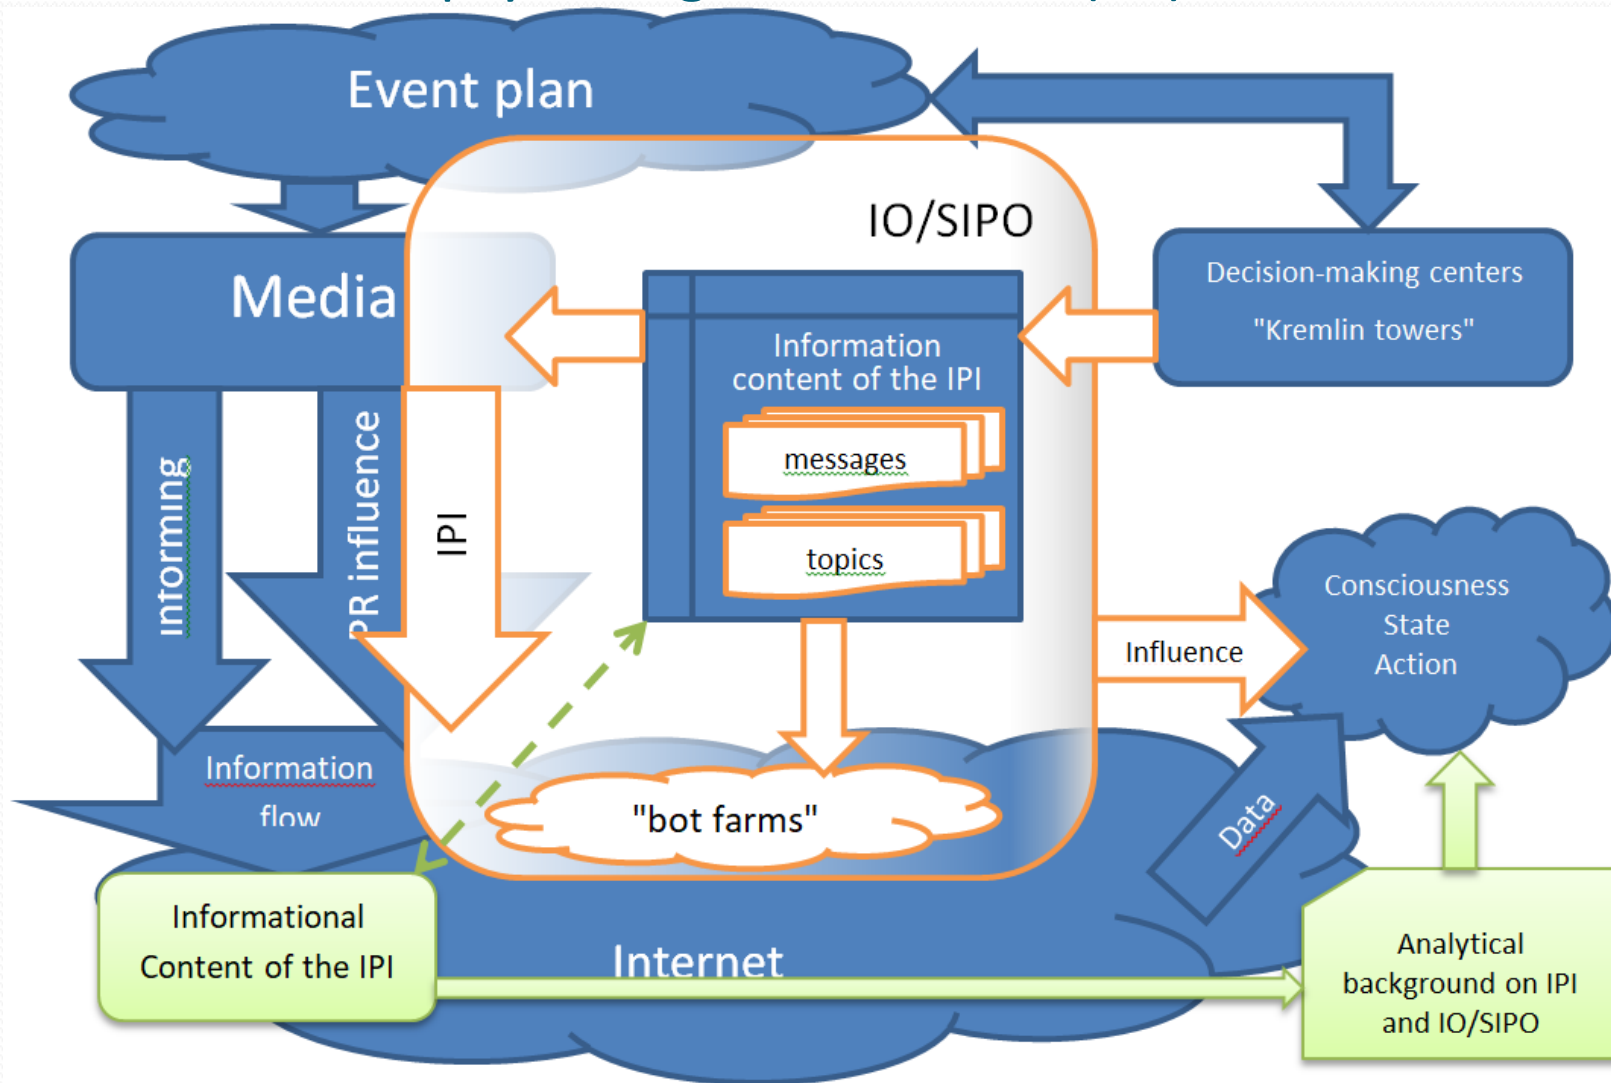 Event plan
IO/SIPO
Media
Decision-making centers
"Kremlin towers"
Information
content of the IPI
messages
topics
informing
PR influence
IPI
Consciousness
State
Action
Influence
Information
flow
"bot farms"
Data
Informational
Content of the IPI
Internet
Analytical
background on IPI
and IO/SIPO